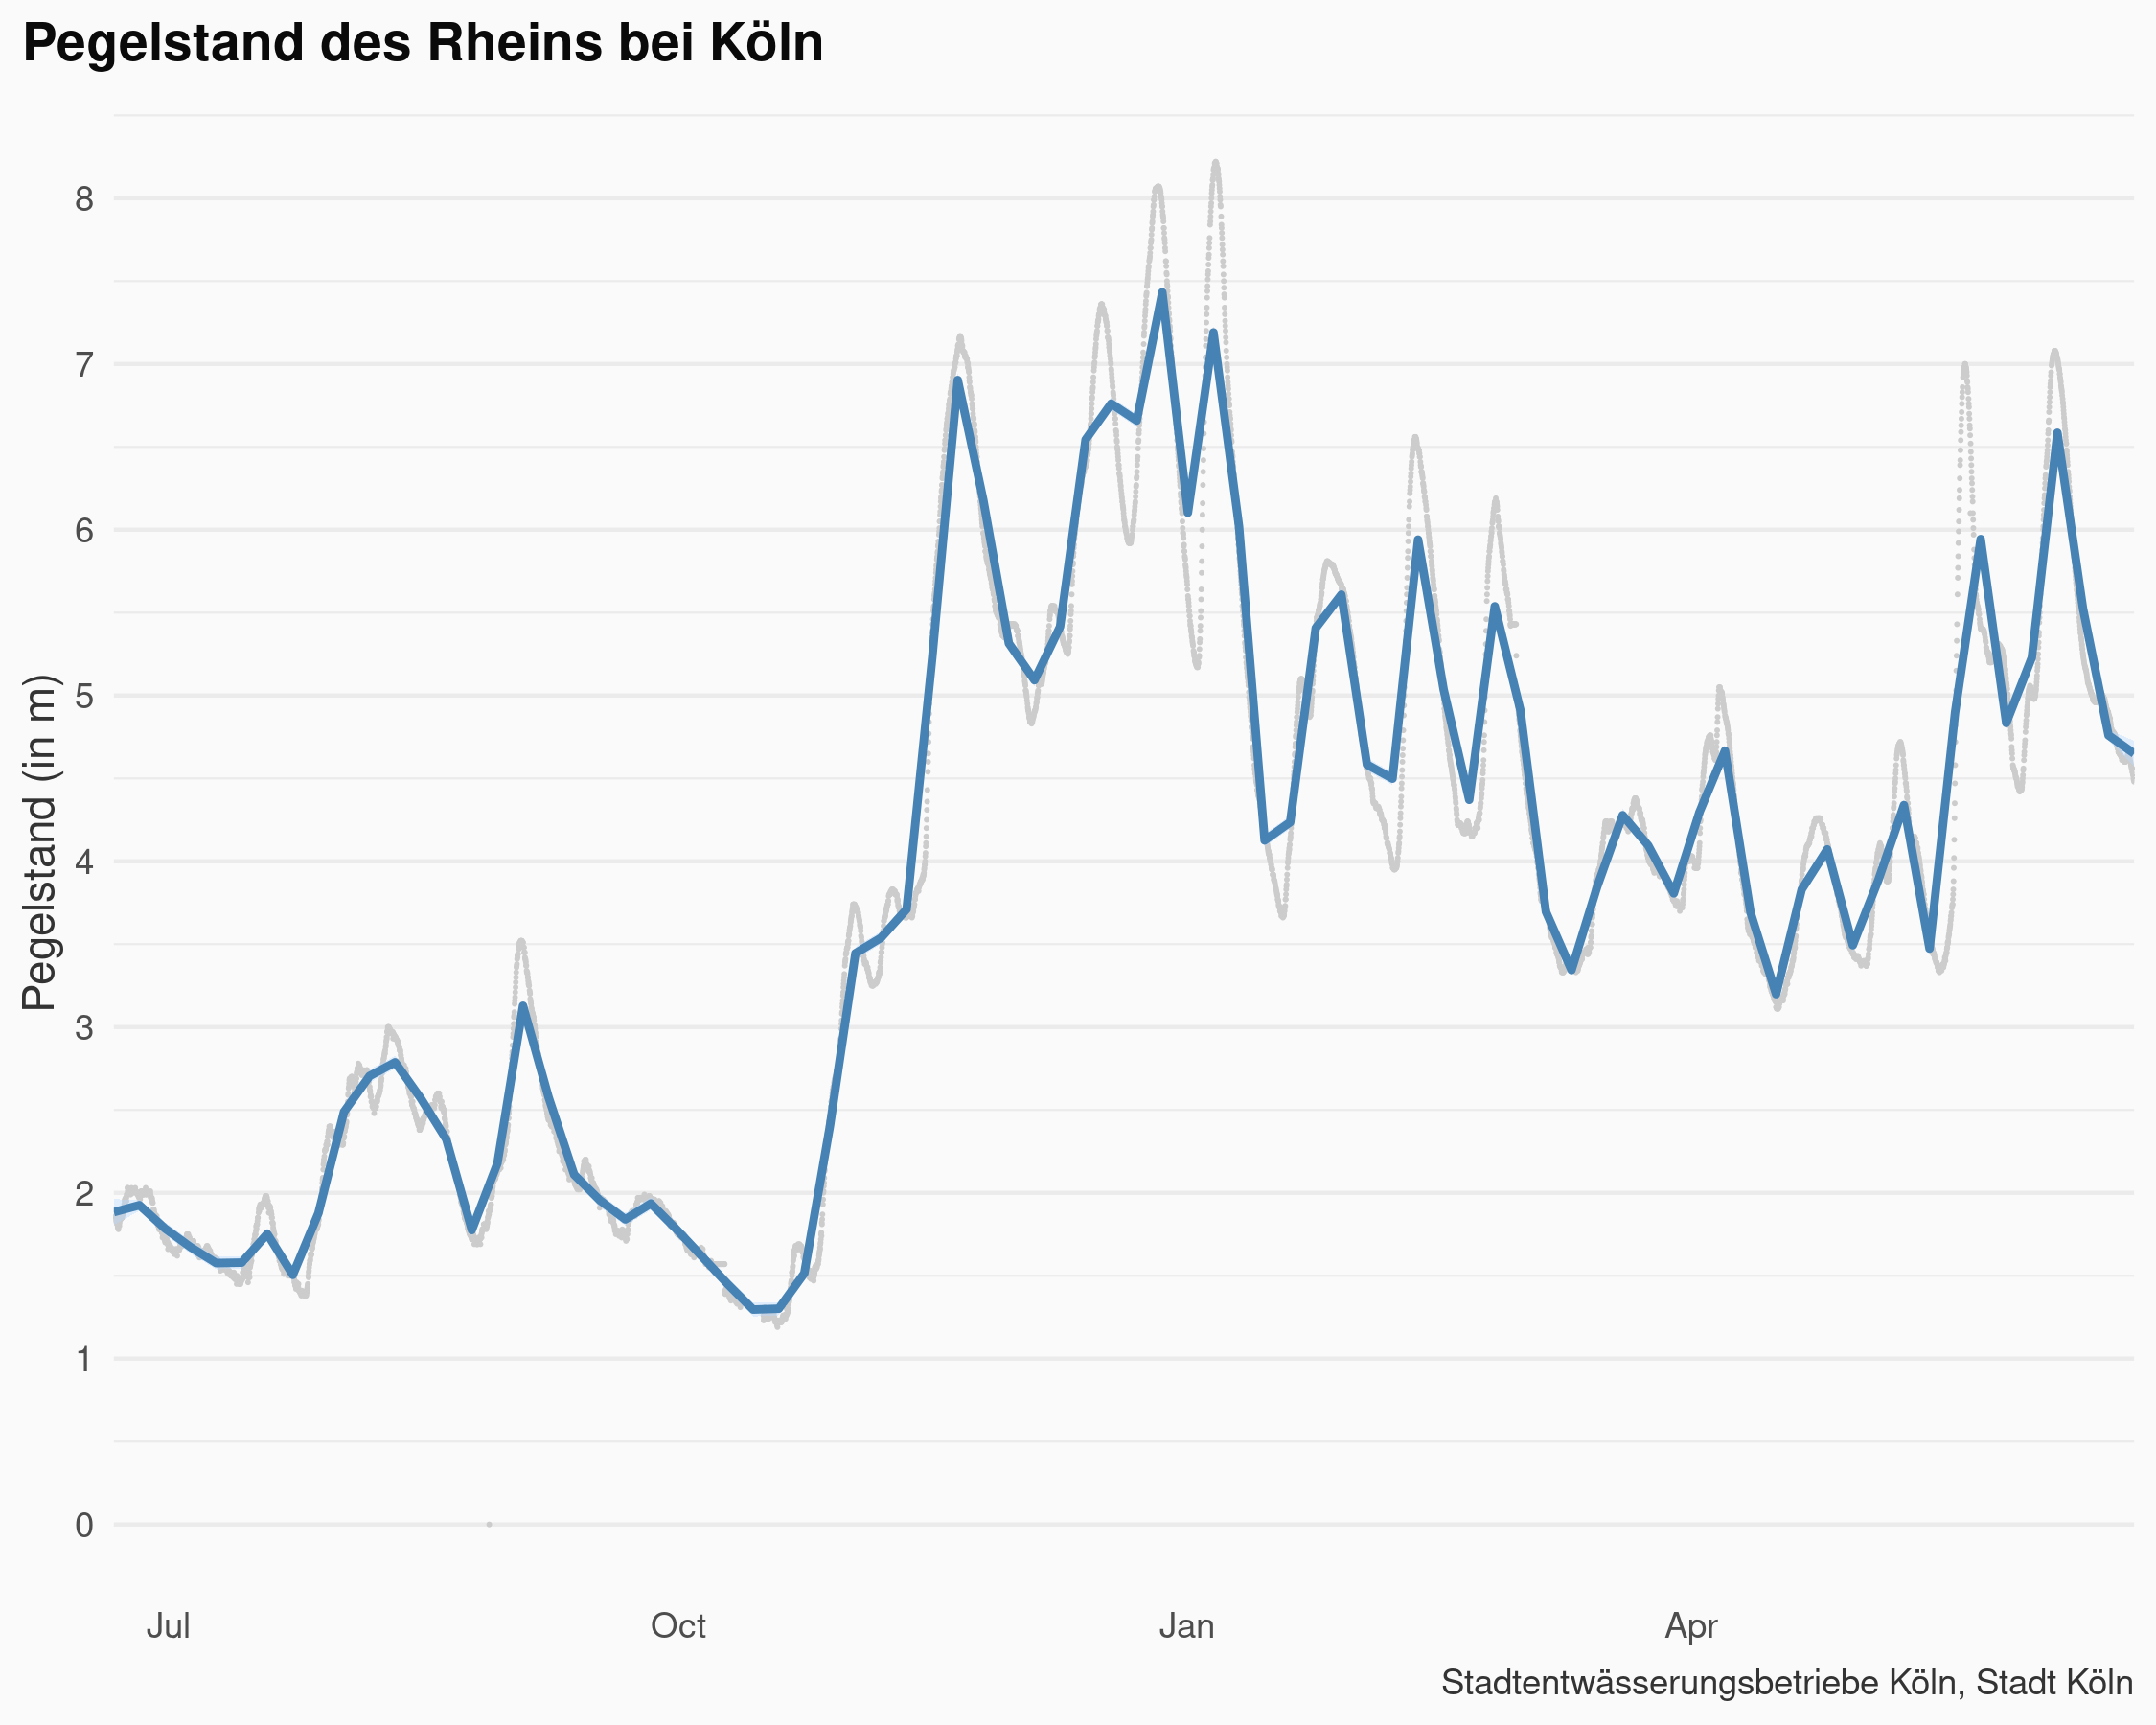 Pegelstand des Rheins bei Köln
Pegelstand (in m)
8
7
6
5
4
3
2
1
0
Jul Oct Jan Apr
Stadtentwässerungsbetriebe Köln, Stadt Köln